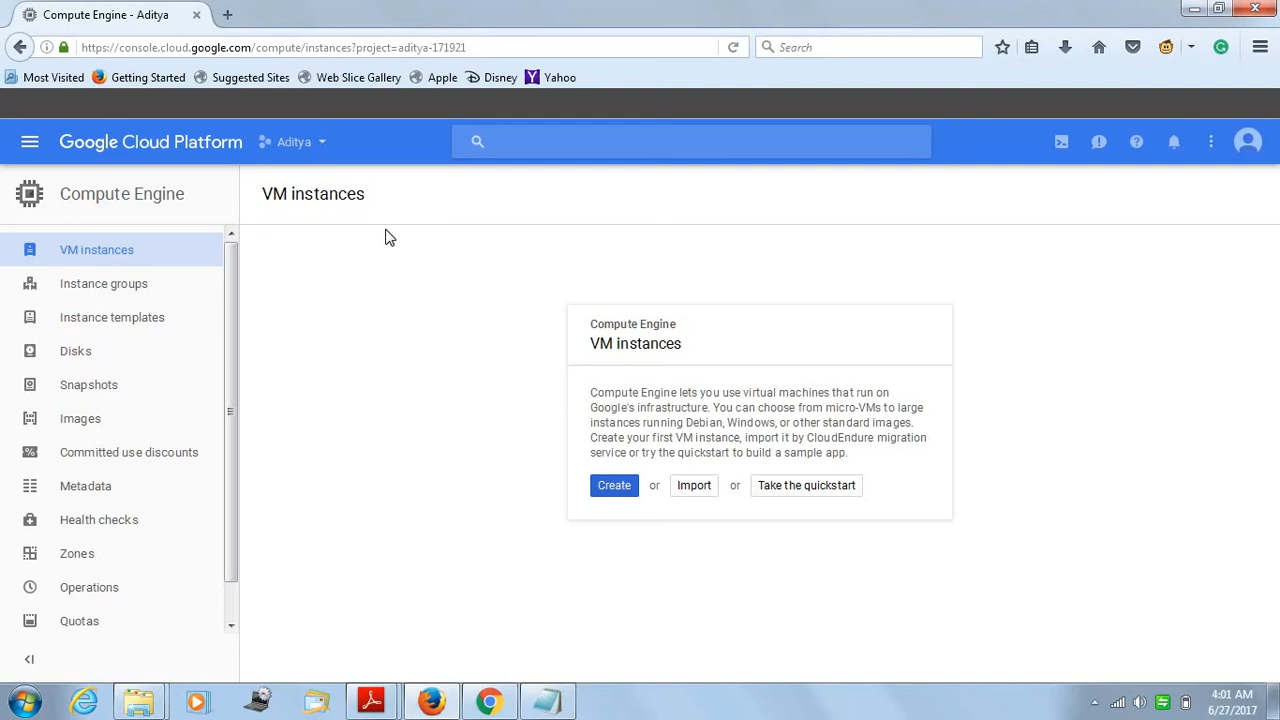 Compute Engine - Aditya
https://console.cloud.google.com/compute/instances?project=aditya-171921
Search
Most Visited
Getting Started
Suggested Sites
Web Slice Gallery
Apple
Disney
Yahoo
Google Cloud Platform
Aditya
Compute Engine
VM instances
VM instances
Instance groups
Instance templates
Disks
Snapshots
Images
Committed use discounts
Metadata
Health checks
Zones
Operations
Quotas
Compute Engine
VM instances
Compute Engine lets you use virtual machines that run on
Google's infrastructure. You can choose from micro-VMs to large
instances running Debian, Windows, or other standard images.
Create your first VM instance, import it by CloudEndure migration
service or try the quickstart to build a sample app.
Create or Import or Take the quickstart
4:01 AM
6/27/2017